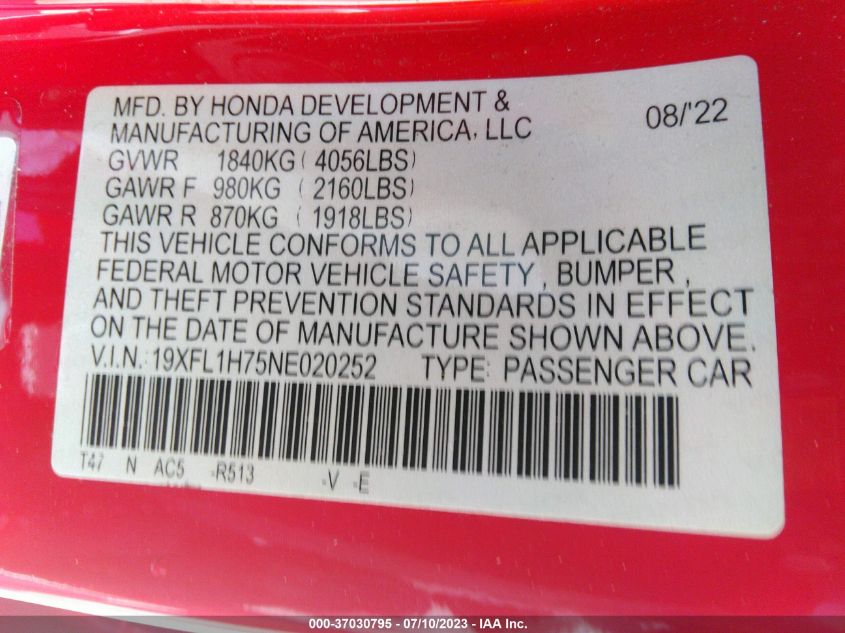 MFD. BY HONDA DEVELOPMENT & 08/'22
MANUFACTURING OF AMERICA, LLC
GVWR 1840KG ( 4056LBS)
GAWR F 980KG ( 2160LBS)
GAWR R 870KG ( 1918LBS)
THIS VEHICLE CONFORMS TO ALL APPLICABLE
FEDERAL MOTOR VEHICLE SAFETY , BUMPER ,
AND THEFT PREVENTION STANDARDS IN EFFECT
ON THE DATE OF MANUFACTURE SHOWN ABOVE.
V.I.N. 19XFL1H75NE020252 TYPE: PASSENGER CAR
T47 N AC5 -R513 -V -E
000-37030795 - 07/10/2023 - IAA Inc.